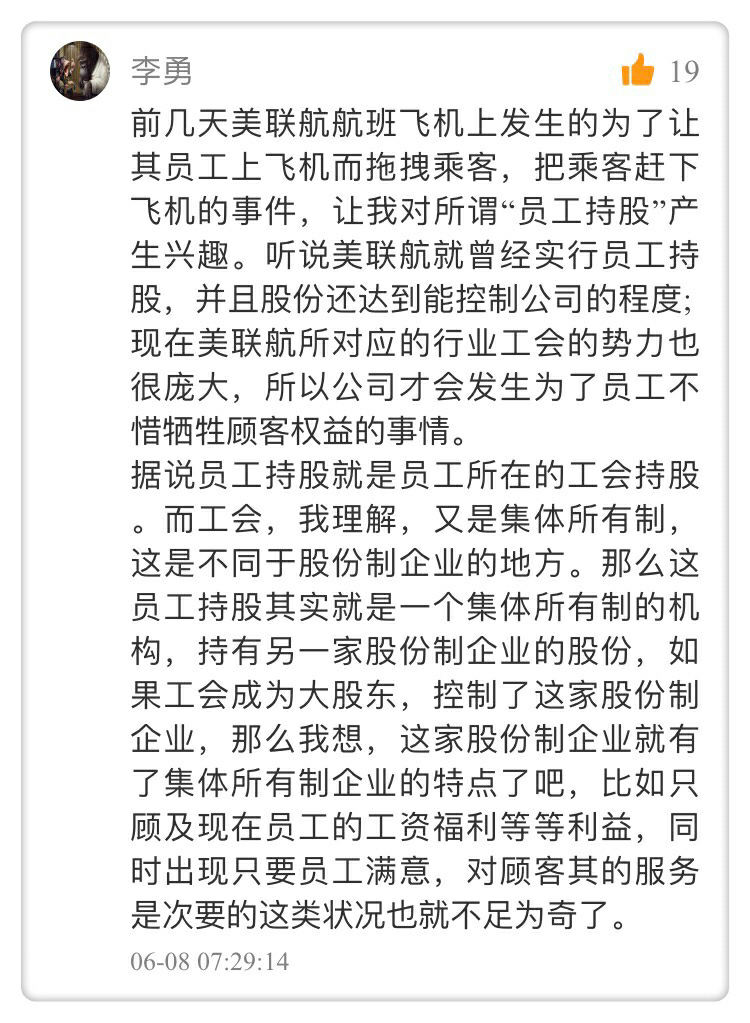 李勇
19
前几天美联航航班飞机上发生的为了让
其员工上飞机而拖拽乘客，把乘客赶下
飞机的事件，让我对所谓“员工持股”产
生兴趣。听说美联航就曾经实行员工持
股，并且股份还达到能控制公司的程度;
现在美联航所对应的行业工会的势力也
很庞大，所以公司才会发生为了员工不
惜牺牲顾客权益的事情。
据说员工持股就是员工所在的工会持股
。而工会，我理解，又是集体所有制，
这是不同于股份制企业的地方。那么这
员工持股其实就是一个集体所有制的机
构，持有另一家股份制企业的股份，如
果工会成为大股东，控制了这家股份制
企业，那么我想，这家股份制企业就有
了集体所有制企业的特点了吧，比如只
顾及现在员工的工资福利等等利益，同
时出现只要员工满意，对顾客其的服务
是次要的这类状况也就不足为奇了。
06-08 07:29:14